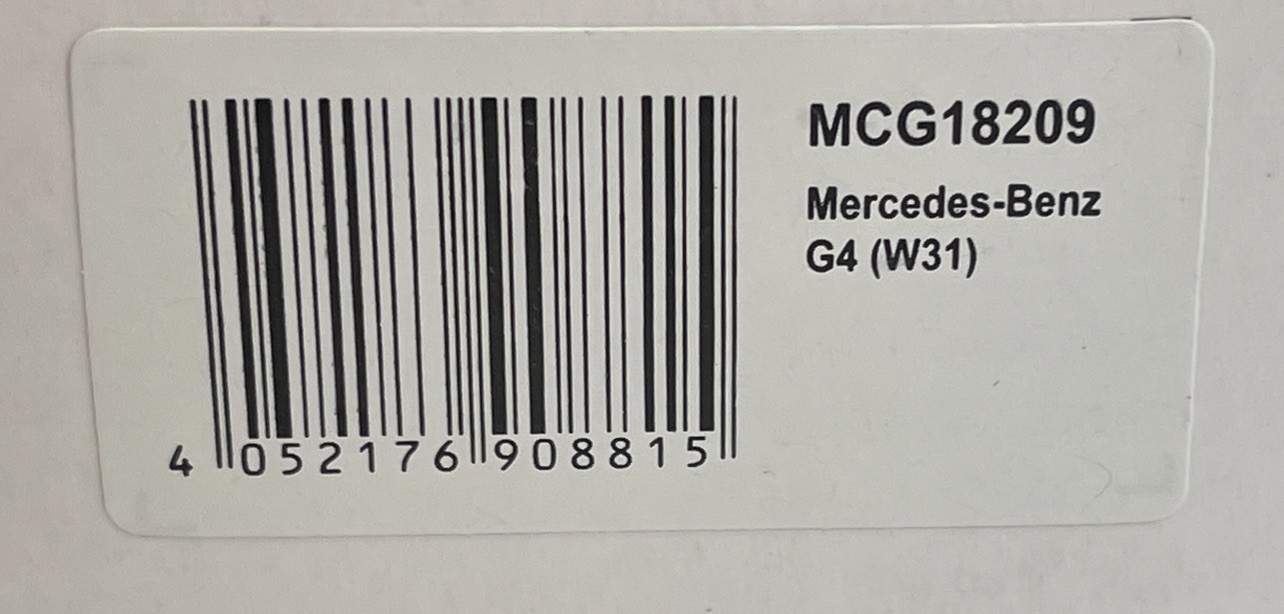 MCG18209
Mercedes-Benz
G4 (W31)
4 052176 908815